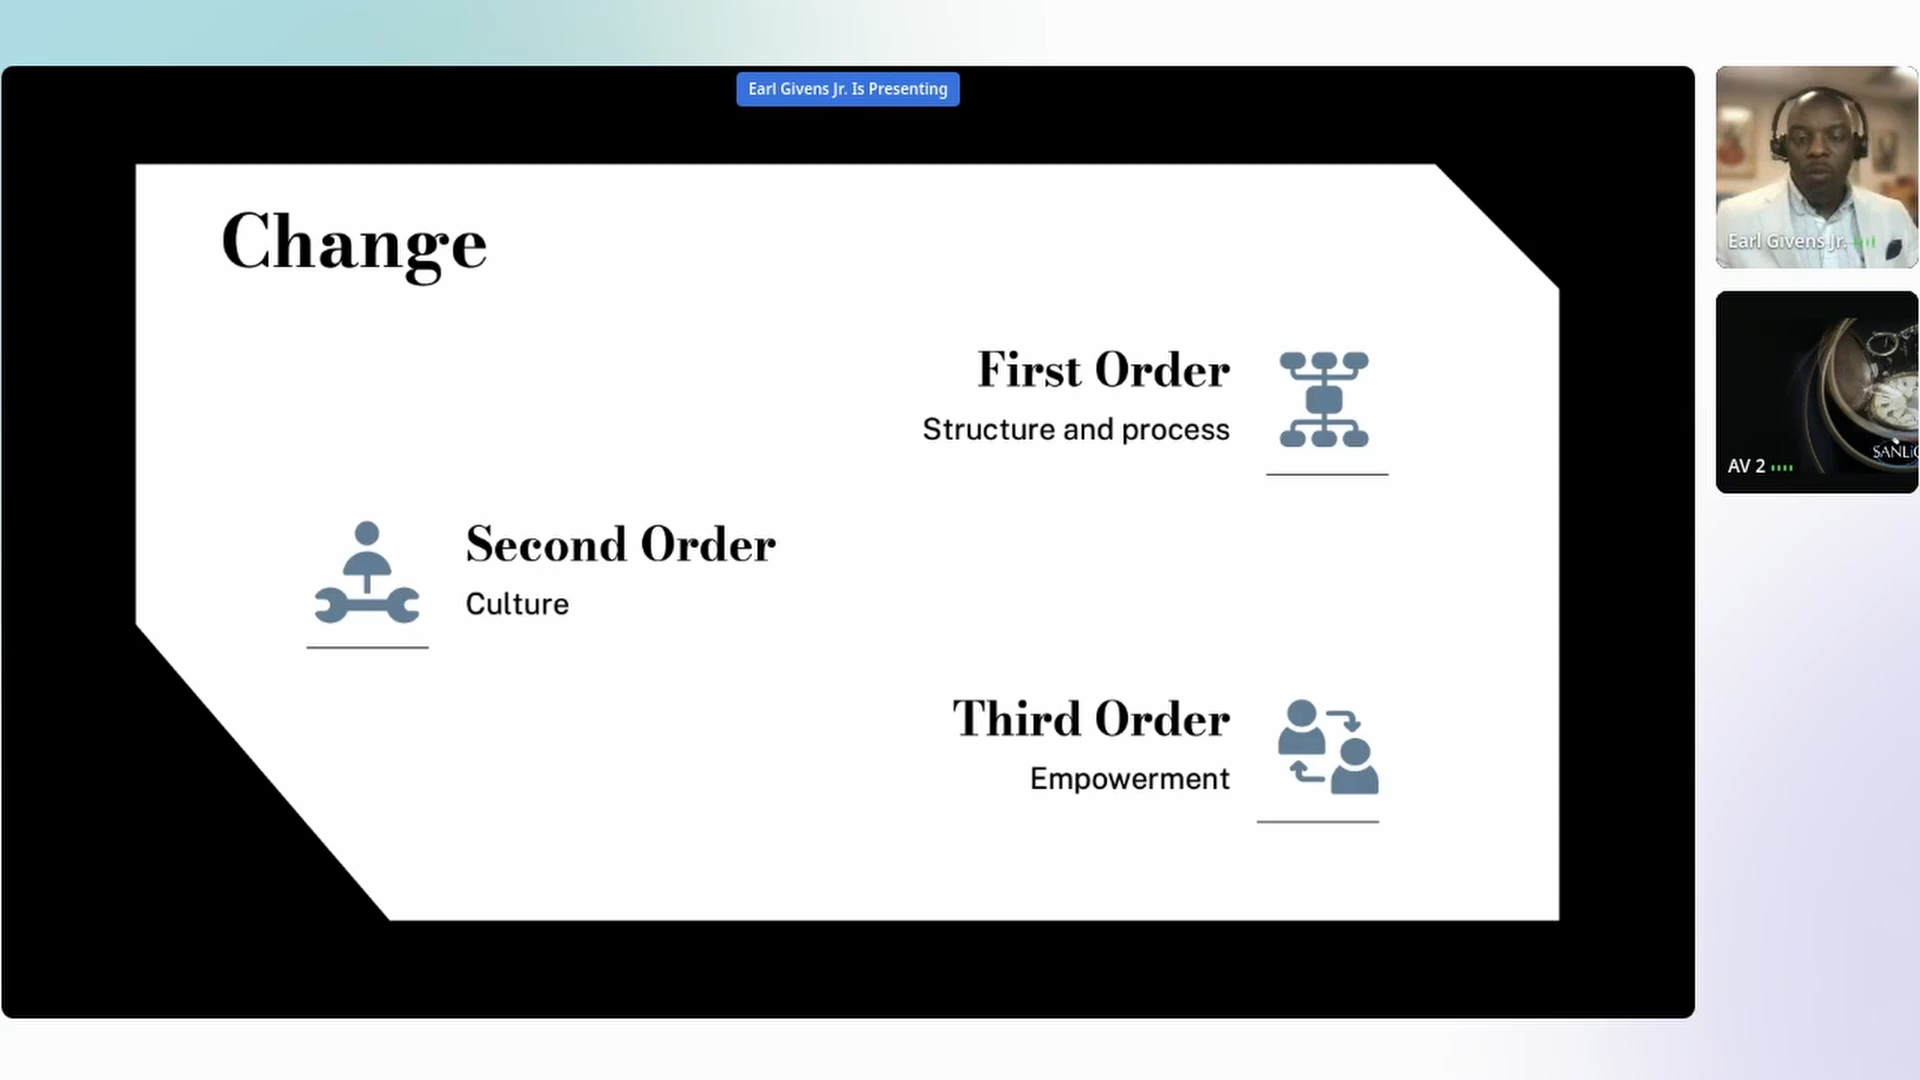 Earl Givens Jr. Is Presenting
Change
First Order
Structure and process
Second Order
Culture
Third Order
Empowerment
Earl Givens Jr.
AV 2